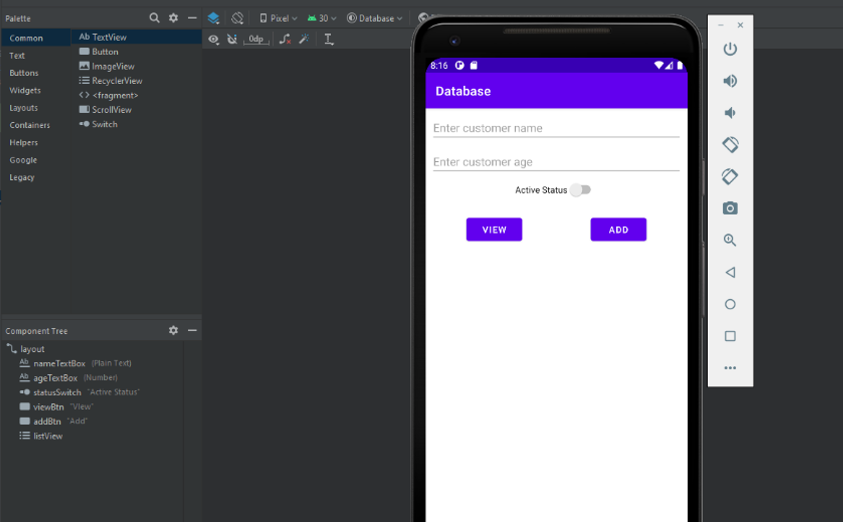 Palette
Pixel
30
Database
Common
Ab TextView
Text
Button
Buttons
ImageView
Widgets
RecyclerView
Layouts
<> <fragment>
Containers
ScrollView
Helpers
Switch
Google
Legacy
0dp
8:16
Database
Enter customer name
Enter customer age
Active Status
VIEW
ADD
Component Tree
layout
Ab nameTextBox (Plain Text)
Ab ageTextBox (Number)
statusSwitch "Active Status"
viewBtn "View"
addBtn "Add"
listView